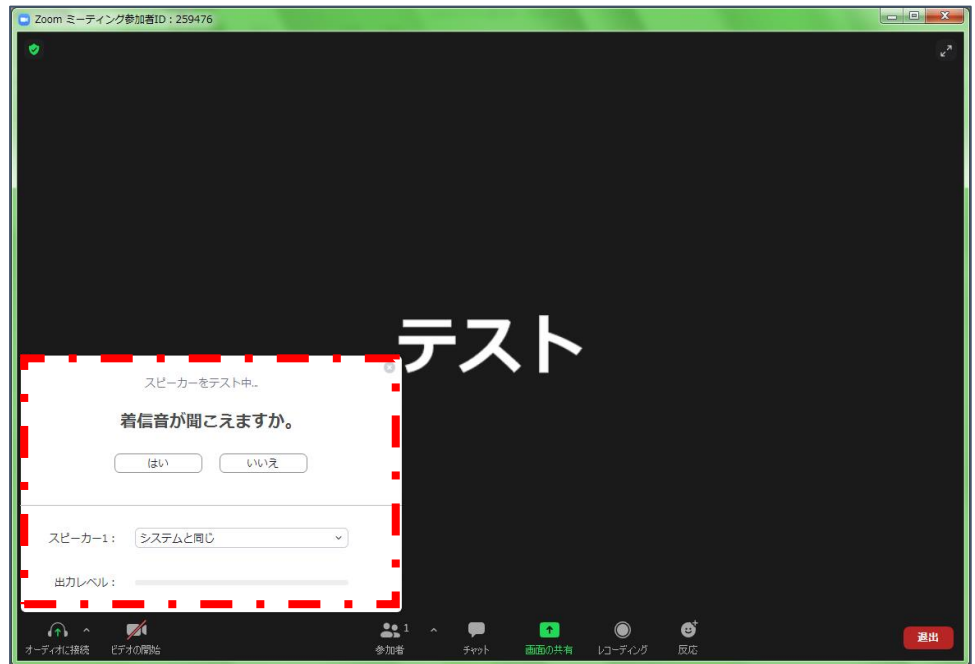 Zoom ミーティング参加者ID：259476
テスト
スピーカーをテスト中...
着信音が聞こえますか。
はい いいえ
スピーカー1： システムと同じ
出力レベル：
1
オーディオに接続 ビデオの開始 参加者 チャット 画面の共有 レコーディング 反応 退出